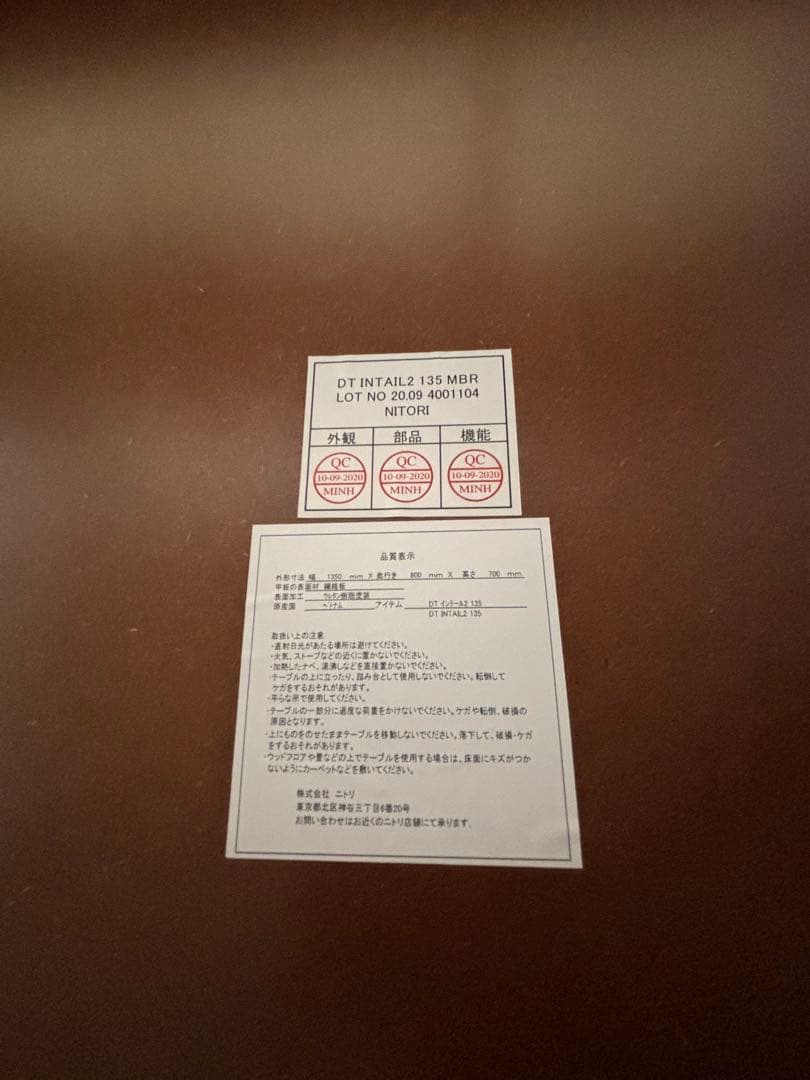 DT INTAIL2 135 MBR
LOT NO 20.09 4001104
NITORI
外観 部品 機能
QC QC QC
10-09-2020 10-09-2020 10-09-2020
MINH MINH MINH
品質表示
外形寸法 幅 1350 mm X 奥行き 800 mm X 高さ 700 mm
甲板の表面材 繊維板
表面加工 ウレタン樹脂塗装
原産国 ベトナム アイテム DT インテール2 135
DT INTAIL2 135
取扱い上の注意
・直射日光があたる場所は避けてください。
・火気、ストーブなどの近くに置かないでください。
・加熱したナベ、湯沸しなどを直接置かないでください。
・テーブルの上に立ったり、踏み台として使用しないでください。転倒して
ケガをするおそれがあります。
・平らな所で使用してください。
・テーブルの一部分に過度な荷重をかけないでください。ケガや転倒、破損の
原因となります。
・上にものをのせたままテーブルを移動しないでください。落下して、破損・ケガ
をするおそれがあります。
・ウッドフロアや畳などの上でテーブルを使用する場合は、床面にキズがつか
ないようにカーペットなどを敷いてください。
株式会社 ニトリ
東京都北区神谷三丁目6番20号
お問い合わせはお近くのニトリ店舗にて承ります。